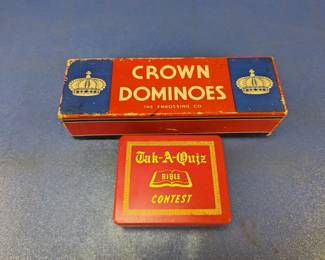 CROWN
DOMINOES
THE EMBOSSING CO.
Tak-A-Quiz
BIBLE
CONTEST